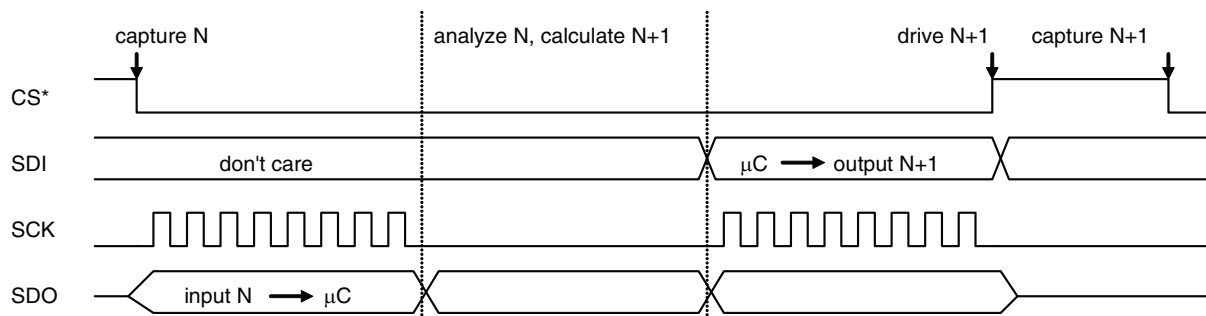 capture N analyze N, calculate N+1 drive N+1 capture N+1
CS*
SDI don't care μC output N+1
SCK
SDO input N μC